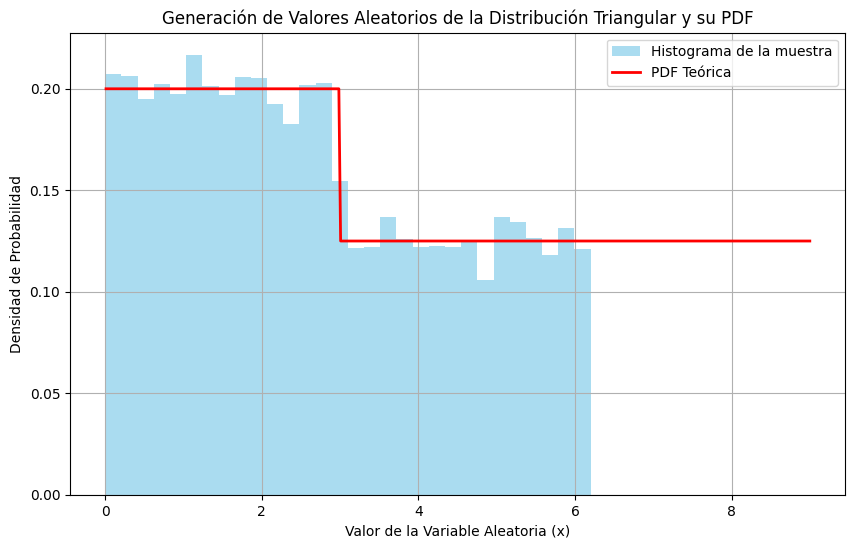 Generación de Valores Aleatorios de la Distribución Triangular y su PDF
Histograma de la muestra
PDF Teórica
Densidad de Probabilidad
0.20
0.15
0.10
0.05
0.00
0
2
4
6
8
Valor de la Variable Aleatoria (x)